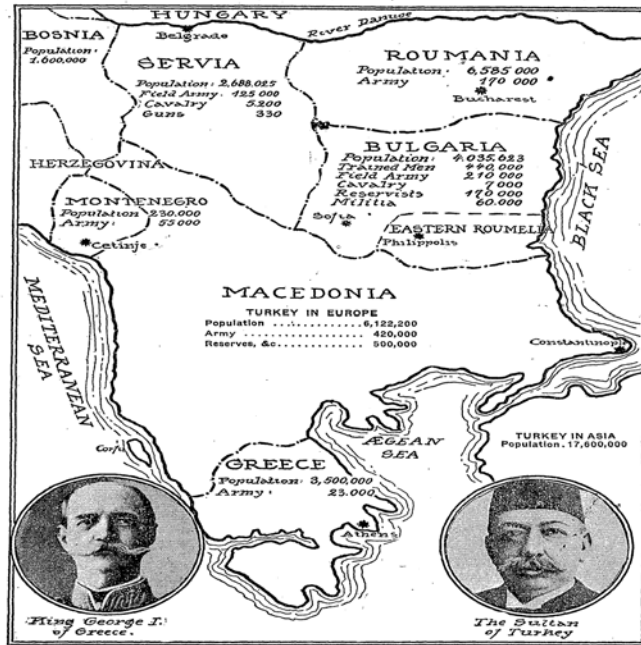 HUNGARY
River Danube
Belgrade
BOSNIA
Population:
1.600,000
SERVIA
Population: 2,688.025
Field Army: 125 000
Cavalry 5.200
Guns 330
ROUMANIA
Population: 6,585 000
Army 170 000
Bucharest
BULGARIA
Population: 4.035,623
Trained Men 440,000
Field Army 210 000
Cavalry 7 000
Reservists 170 000
Militia 60.000
Sofia
EASTERN ROUMELIA
Philippolis
BLACK SEA
HERZEGOVINA
MONTENEGRO
Population 230.000
Army: 55 000
Cetinje
MEDITERRANEAN
SEA
MACEDONIA
TURKEY IN EUROPE
Population ............6,122,200
Army .................. 420,000
Reserves, &c............ 500,000
Constantinople
TURKEY IN ASIA
Population. 17,600,000
ÆGEAN
SEA
Corfu
GREECE
Population: 3,500,000
Army: 23.000
Athens
King George I.
of Greece.
The Sultan
of Turkey